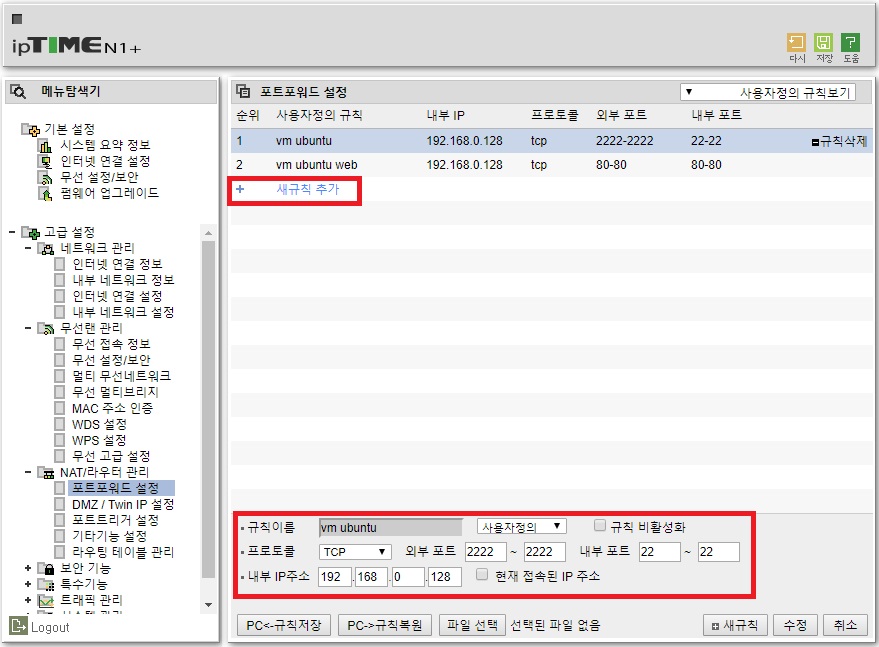 ipTIME N1+
다시 저장 도움
메뉴탐색기
기본 설정
시스템 요약 정보
인터넷 연결 설정
무선 설정/보안
펌웨어 업그레이드
고급 설정
네트워크 관리
인터넷 연결 정보
내부 네트워크 정보
인터넷 연결 설정
내부 네트워크 설정
무선랜 관리
무선 접속 정보
무선 설정/보안
멀티 무선네트워크
무선 멀티브리지
MAC 주소 인증
WDS 설정
WPS 설정
무선 고급 설정
NAT/라우터 관리
포트포워드 설정
DMZ / Twin IP 설정
포트트리거 설정
기타기능 설정
라우팅 테이블 관리
보안 기능
특수기능
트래픽 관리
Logout
포트포워드 설정 사용자정의 규칙보기
순위 사용자정의 규칙 내부 IP 프로토콜 외부 포트 내부 포트
1 vm ubuntu 192.168.0.128 tcp 2222-2222 22-22 규칙삭제
2 vm ubuntu web 192.168.0.128 tcp 80-80 80-80
+ 새규칙 추가
규칙이름 vm ubuntu 사용자정의 규칙 비활성화
프로토콜 TCP 외부 포트 2222 ~ 2222 내부 포트 22 ~ 22
내부 IP주소 192 . 168 . 0 . 128 현재 접속된 IP 주소
PC<-규칙저장 PC->규칙복원 파일 선택 선택된 파일 없음 새규칙 수정 취소